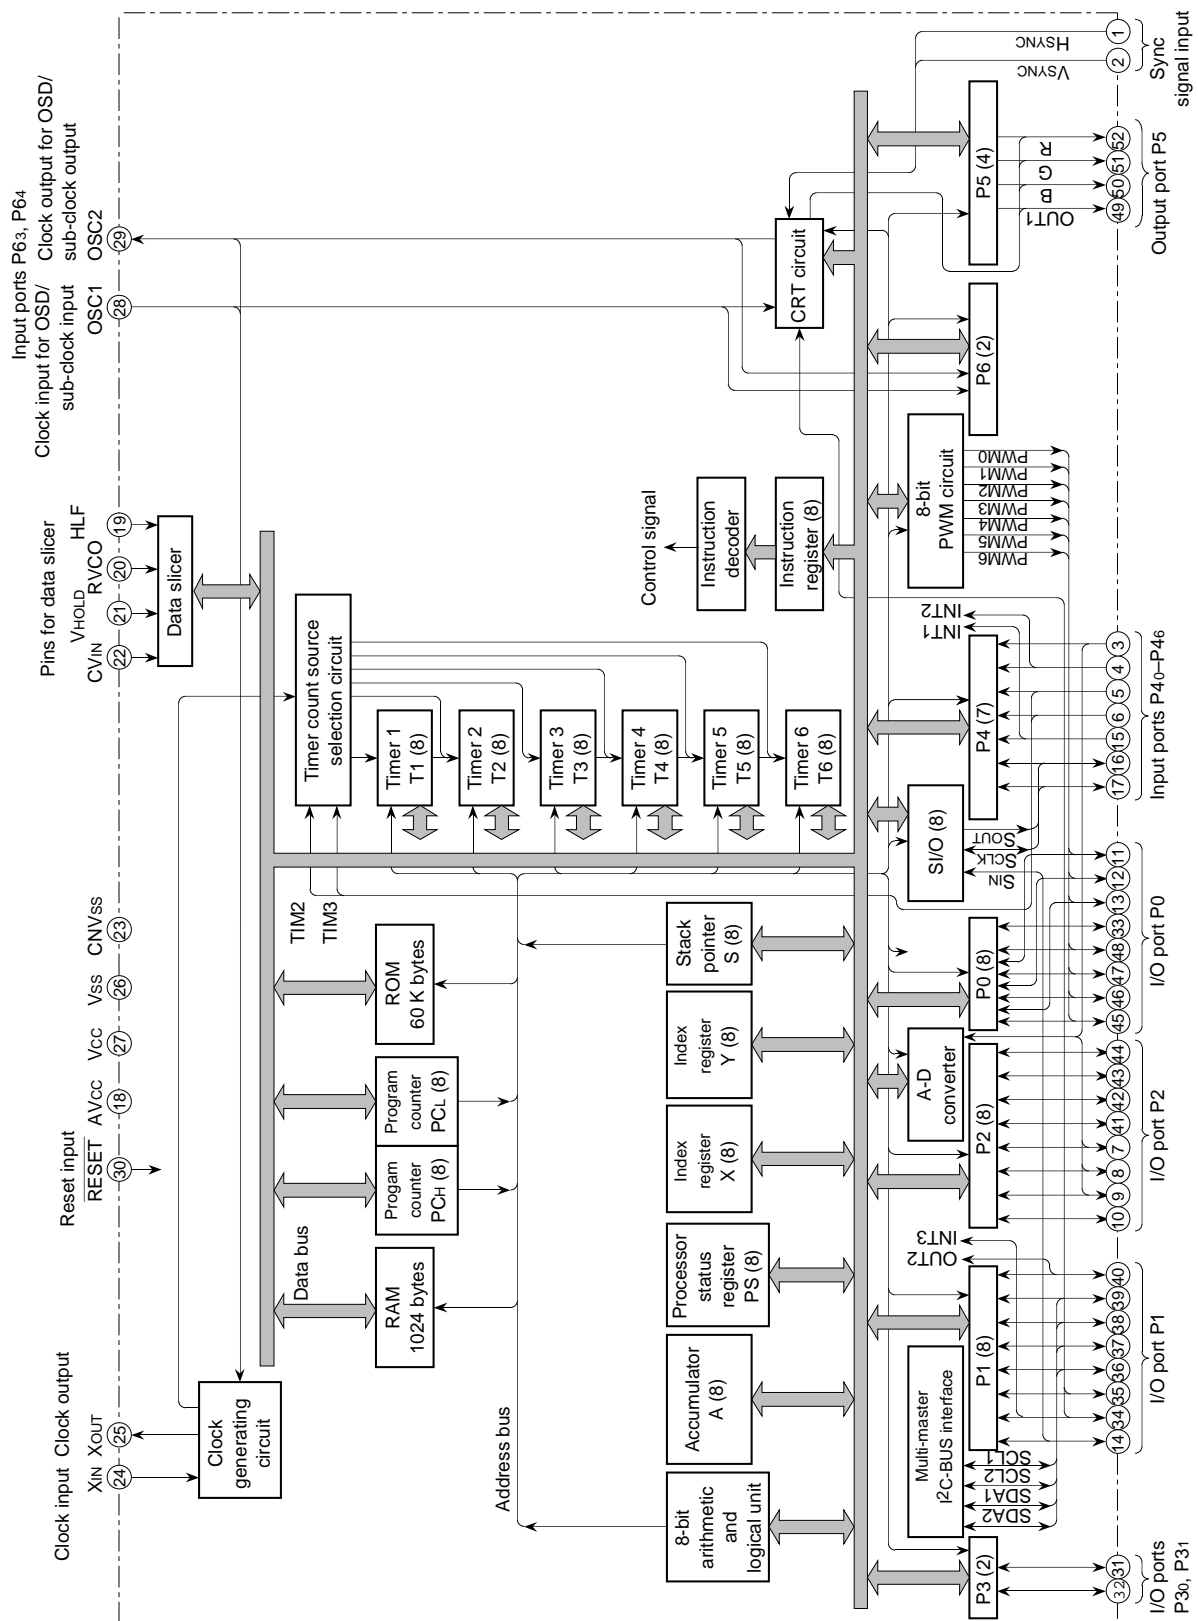 Clock input
Clock output
XIN
XOUT
24
25
Reset input
RESET
30
AVCC
18
VCC
27
VSS
26
CNVSS
23
Pins for data slicer
CVIN
VHOLD
RVCO
HLF
22
21
20
19
Input ports P63, P64
Clock input for OSD/
sub-clock input
OSC1
28
Clock output for OSD/
sub-clock output
OSC2
29
Clock
generating
circuit
Data slicer
Data bus
RAM
1024 bytes
Progam
counter
PCH (8)
Program
counter
PCL (8)
ROM
60 K bytes
TIM2
TIM3
Timer count source
selection circuit
Timer 1
T1 (8)
Timer 2
T2 (8)
Timer 3
T3 (8)
Timer 4
T4 (8)
Timer 5
T5 (8)
Timer 6
T6 (8)
Address bus
Control signal
8-bit
arithmetic
and
logical unit
Accumulator
A (8)
Processor
status
register
PS (8)
Index
register
X (8)
Index
register
Y (8)
Stack
pointer
S (8)
Instruction
decoder
Instruction
register (8)
CRT circuit
P3 (2)
Multi-master
I2C-BUS interface
SDA2
SDA1
SCL2
SCL1
P1 (8)
OUT2
INT3
P2 (8)
A-D
converter
P0 (8)
SI/O (8)
SIN
SCLK
SOUT
P4 (7)
INT1
INT2
8-bit
PWM circuit
PWM6
PWM5
PWM4
PWM3
PWM2
PWM1
PWM0
P6 (2)
P5 (4)
OUT1
B
G
R
VSYNC
HSYNC
32
31
I/O ports
P30, P31
14
34
35
36
37
38
39
40
I/O port P1
10
9
8
7
41
42
43
44
I/O port P2
45
46
47
48
33
13
12
11
I/O port P0
17
16
15
6
5
4
3
Input ports P40–P46
49
50
51
52
Output port P5
2
1
Sync
signal input